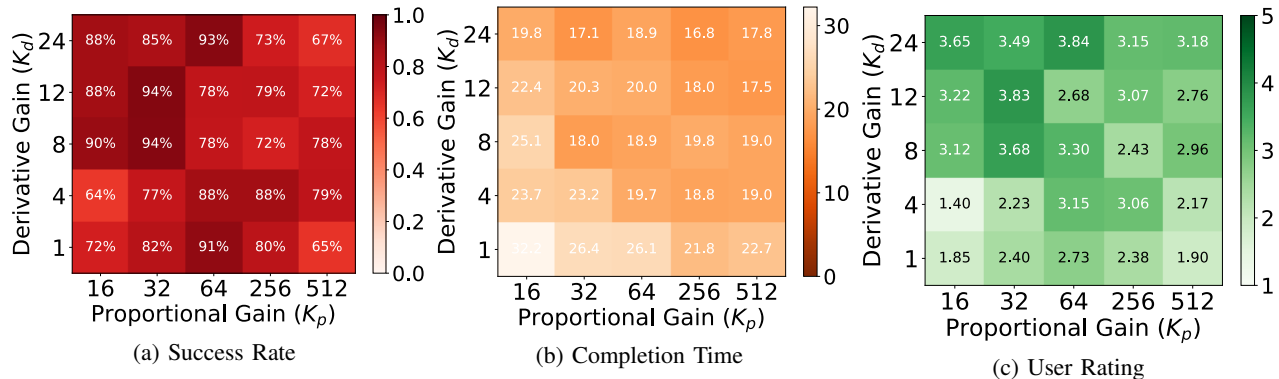 Derivative Gain (K_d)
24 88% 85% 93% 73% 67%
12 88% 94% 78% 79% 72%
8 90% 94% 78% 72% 78%
4 64% 77% 88% 88% 79%
1 72% 82% 91% 80% 65%
16 32 64 256 512
Proportional Gain (K_p)
1.0
0.8
0.6
0.4
0.2
0.0
(a) Success Rate
Derivative Gain (K_d)
24 19.8 17.1 18.9 16.8 17.8
12 22.4 20.3 20.0 18.0 17.5
8 25.1 18.0 18.9 19.8 19.0
4 23.7 23.2 19.7 18.8 19.0
1 32.2 26.4 26.1 21.8 22.7
16 32 64 256 512
Proportional Gain (K_p)
30
20
10
0
(b) Completion Time
Derivative Gain (K_d)
24 3.65 3.49 3.84 3.15 3.18
12 3.22 3.83 2.68 3.07 2.76
8 3.12 3.68 3.30 2.43 2.96
4 1.40 2.23 3.15 3.06 2.17
1 1.85 2.40 2.73 2.38 1.90
16 32 64 256 512
Proportional Gain (K_p)
5
4
3
2
1
(c) User Rating